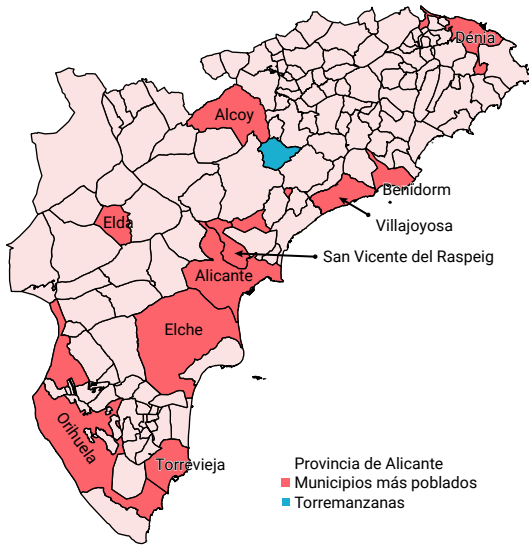 Dénia
Alcoy
Benidorm
Elda
Villajoyosa
San Vicente del Raspeig
Alicante
Elche
Orihuela
Torrevieja
Provincia de Alicante
Municipios más poblados
Torremanzanas